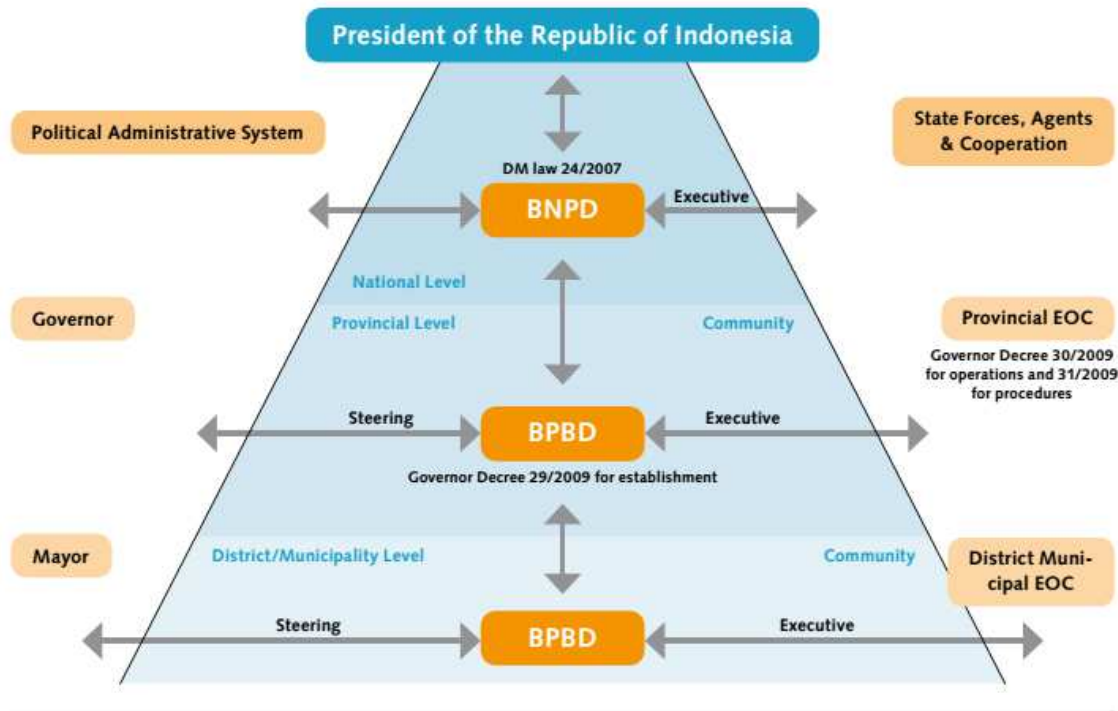 President of the Republic of Indonesia
Political Administrative System
State Forces, Agents
& Cooperation
DM law 24/2007
BNPD
Executive
National Level
Governor
Provincial Level
Community
Provincial EOC
Governor Decree 30/2009
for operations and 31/2009
for procedures
Steering
BPBD
Executive
Governor Decree 29/2009 for establishment
Mayor
District/Municipality Level
Community
District Muni-
cipal EOC
Steering
BPBD
Executive